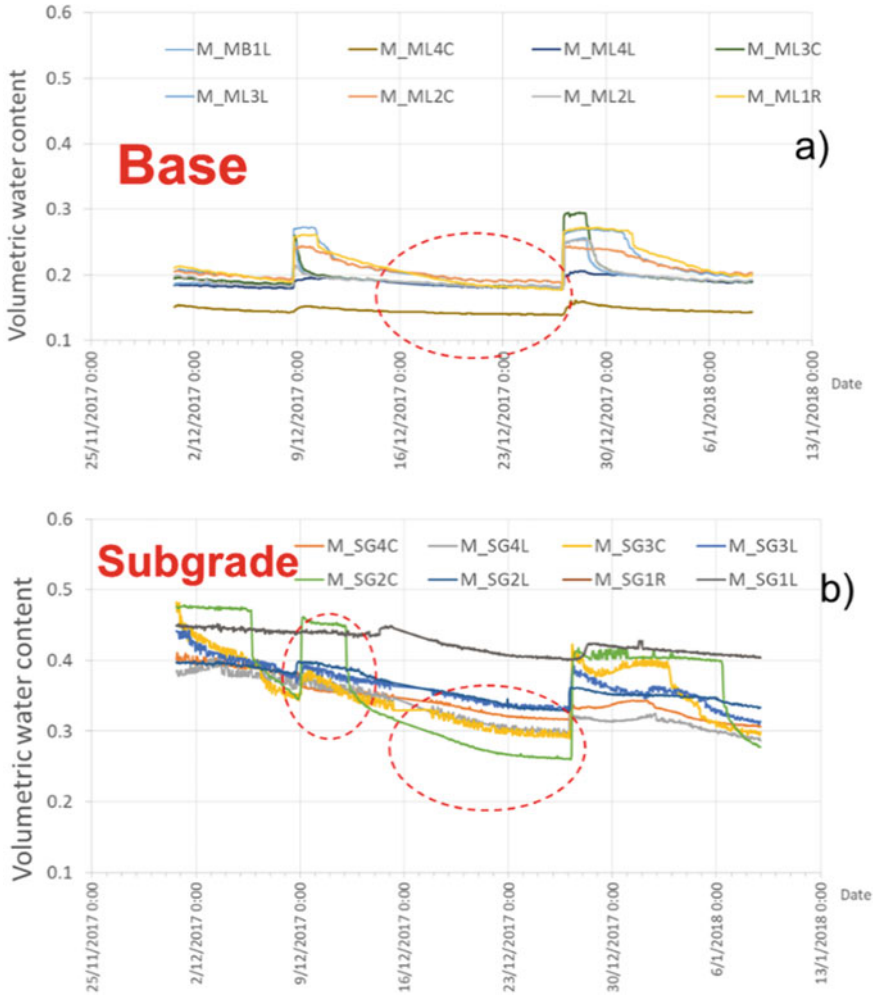 0.6
M_MB1L M_ML4C M_ML4L M_ML3C
0.5
M_ML3L M_ML2C M_ML2L M_ML1R
0.4
Base
a)
0.3
0.2
0.1
Volumetric water content
25/11/2017 0:00
2/12/2017 0:00
9/12/2017 0:00
16/12/2017 0:00
23/12/2017 0:00
30/12/2017 0:00
6/1/2018 0:00
13/1/2018 0:00
Date
0.6
M_SG4C M_SG4L M_SG3C M_SG3L
Subgrade
M_SG2C M_SG2L M_SG1R M_SG1L
0.5
b)
0.4
0.3
0.2
0.1
Volumetric water content
25/11/2017 0:00
2/12/2017 0:00
9/12/2017 0:00
16/12/2017 0:00
23/12/2017 0:00
30/12/2017 0:00
6/1/2018 0:00
13/1/2018 0:00
Date